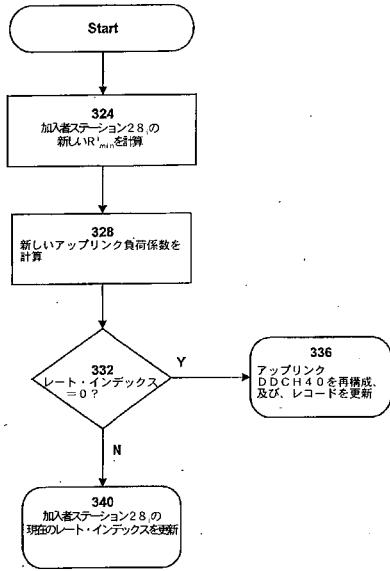 Start
324
加入者ステーション28ᵢの
新しいRⁱminを計算
328
新しいアップリンク負荷係数を
計算
332
レート・インデックス
=0?
Y
336
アップリンク
DDCH40を再構成、
及び、レコードを更新
N
340
加入者ステーション28ᵢの
現在のレート・インデックスを更新